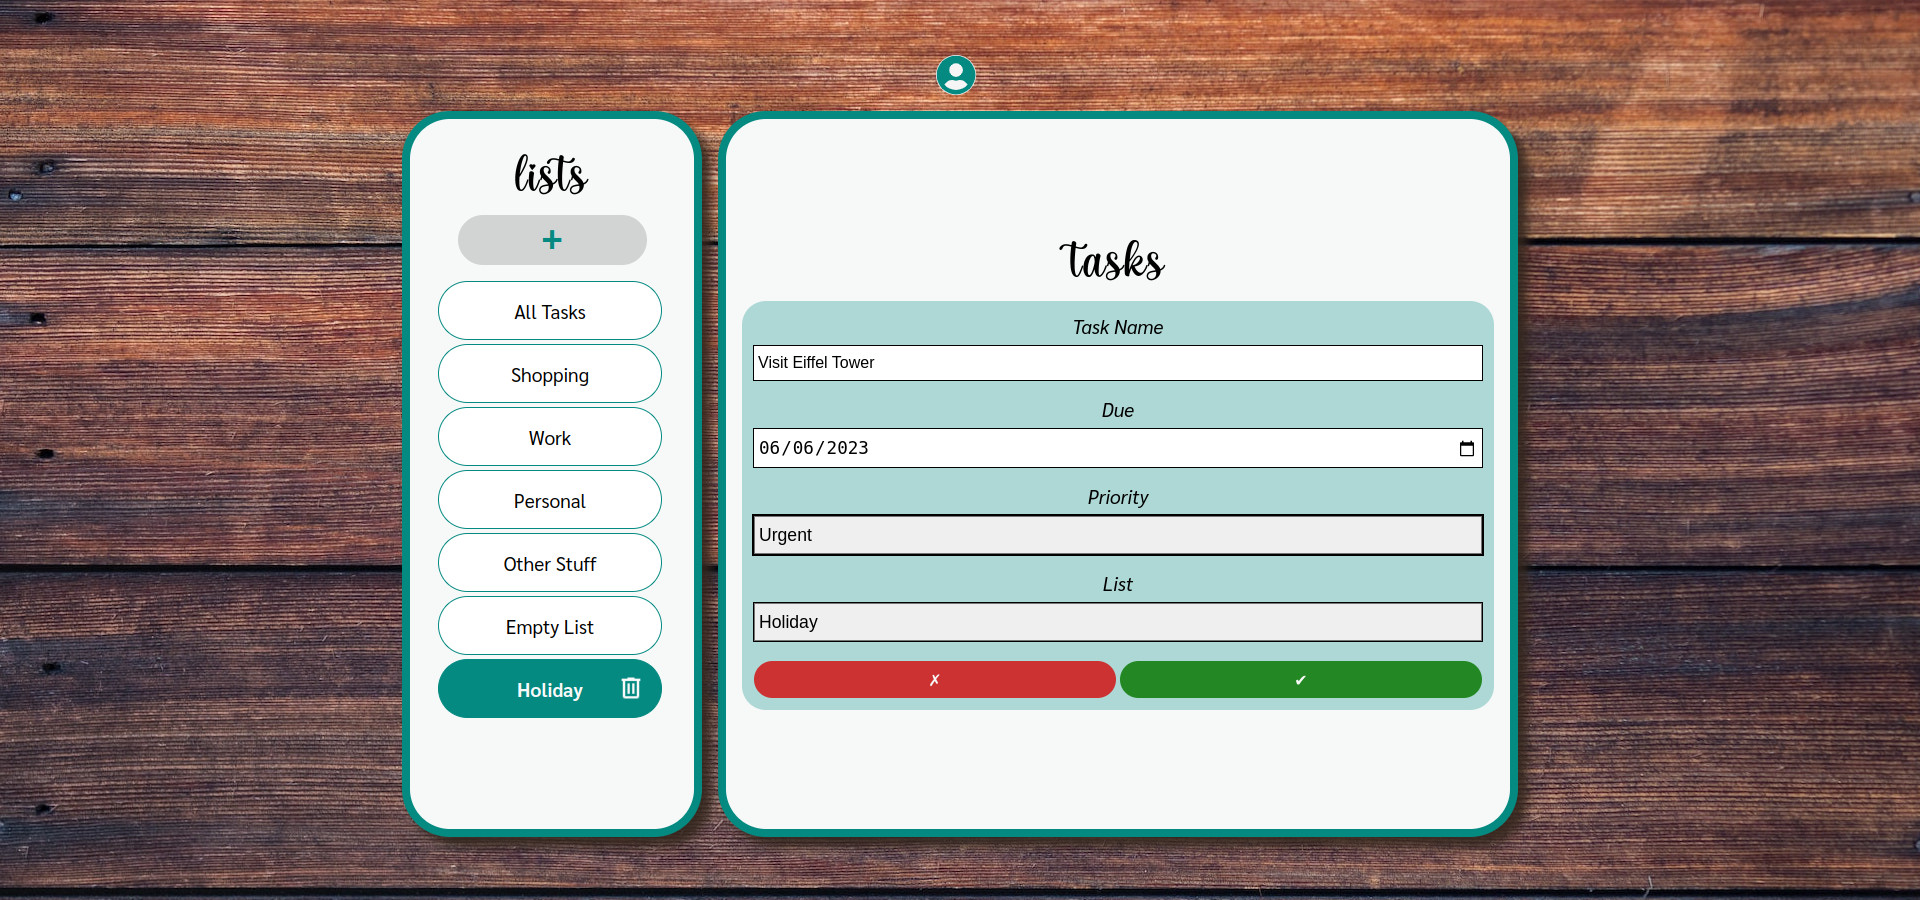 lists
+
All Tasks
Shopping
Work
Personal
Other Stuff
Empty List
Holiday
Tasks
Task Name
Visit Eiffel Tower
Due
06/06/2023
Priority
Urgent
List
Holiday
✗ ✔